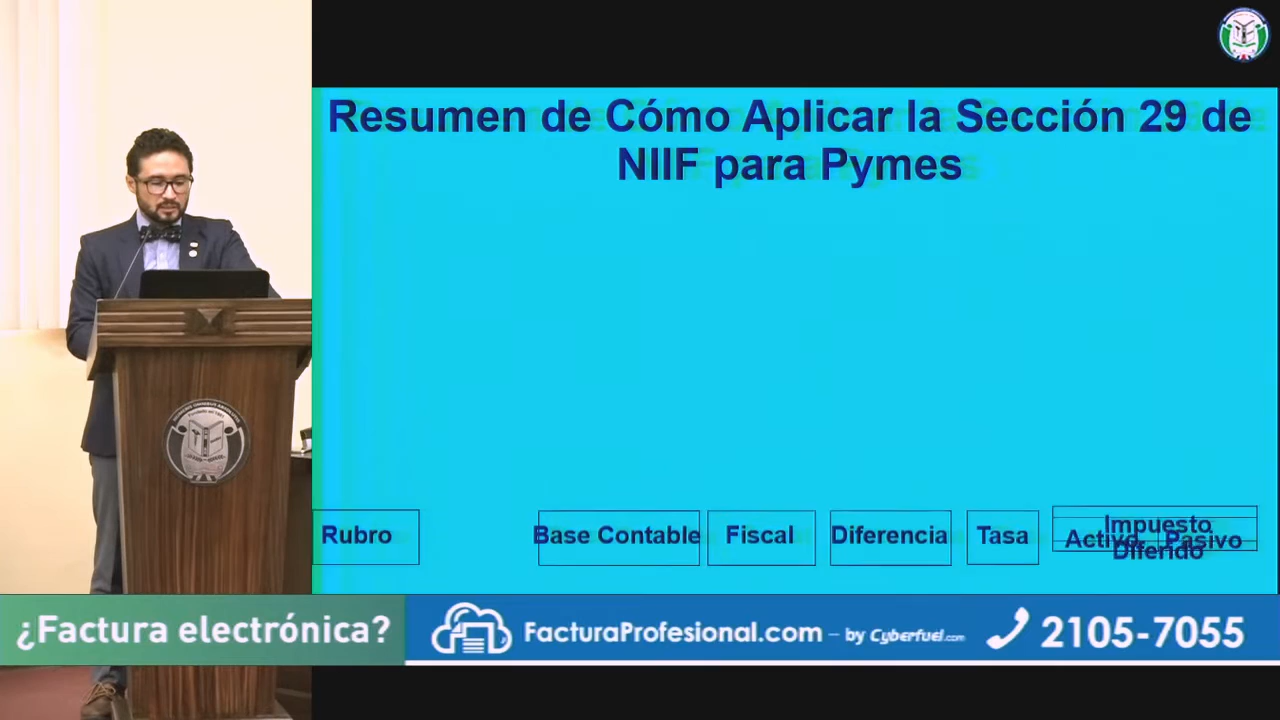 Resumen de Cómo Aplicar la Sección 29 de
NIIF para Pymes
Rubro
Base Contable
Fiscal
Diferencia
Tasa
Impuesto
Diferido
Activo
Pasivo
¿Factura electrónica?
FacturaProfesional.com – by Cyberfuel.com
2105-7055